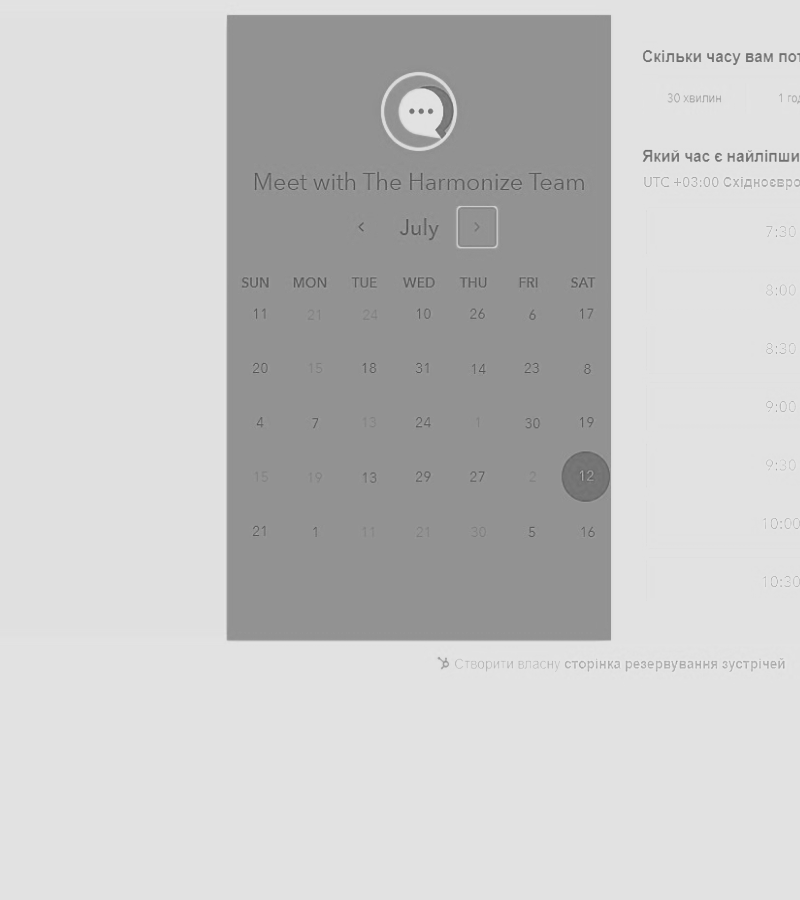 Meet with The Harmonize Team
July
SUN MON TUE WED THU FRI SAT
11 21 24 10 26 6 17
20 15 18 31 14 23 8
4 7 13 24 1 30 19
15 19 13 29 27 2 12
21 1 11 21 30 5 16
Скільки часу вам
30 хвилин 1
Який час є
UTC +03:00
7:30
8:00
8:30
9:00
9:30
10:00
10:30
Створити власну сторінка резервування зустрічей